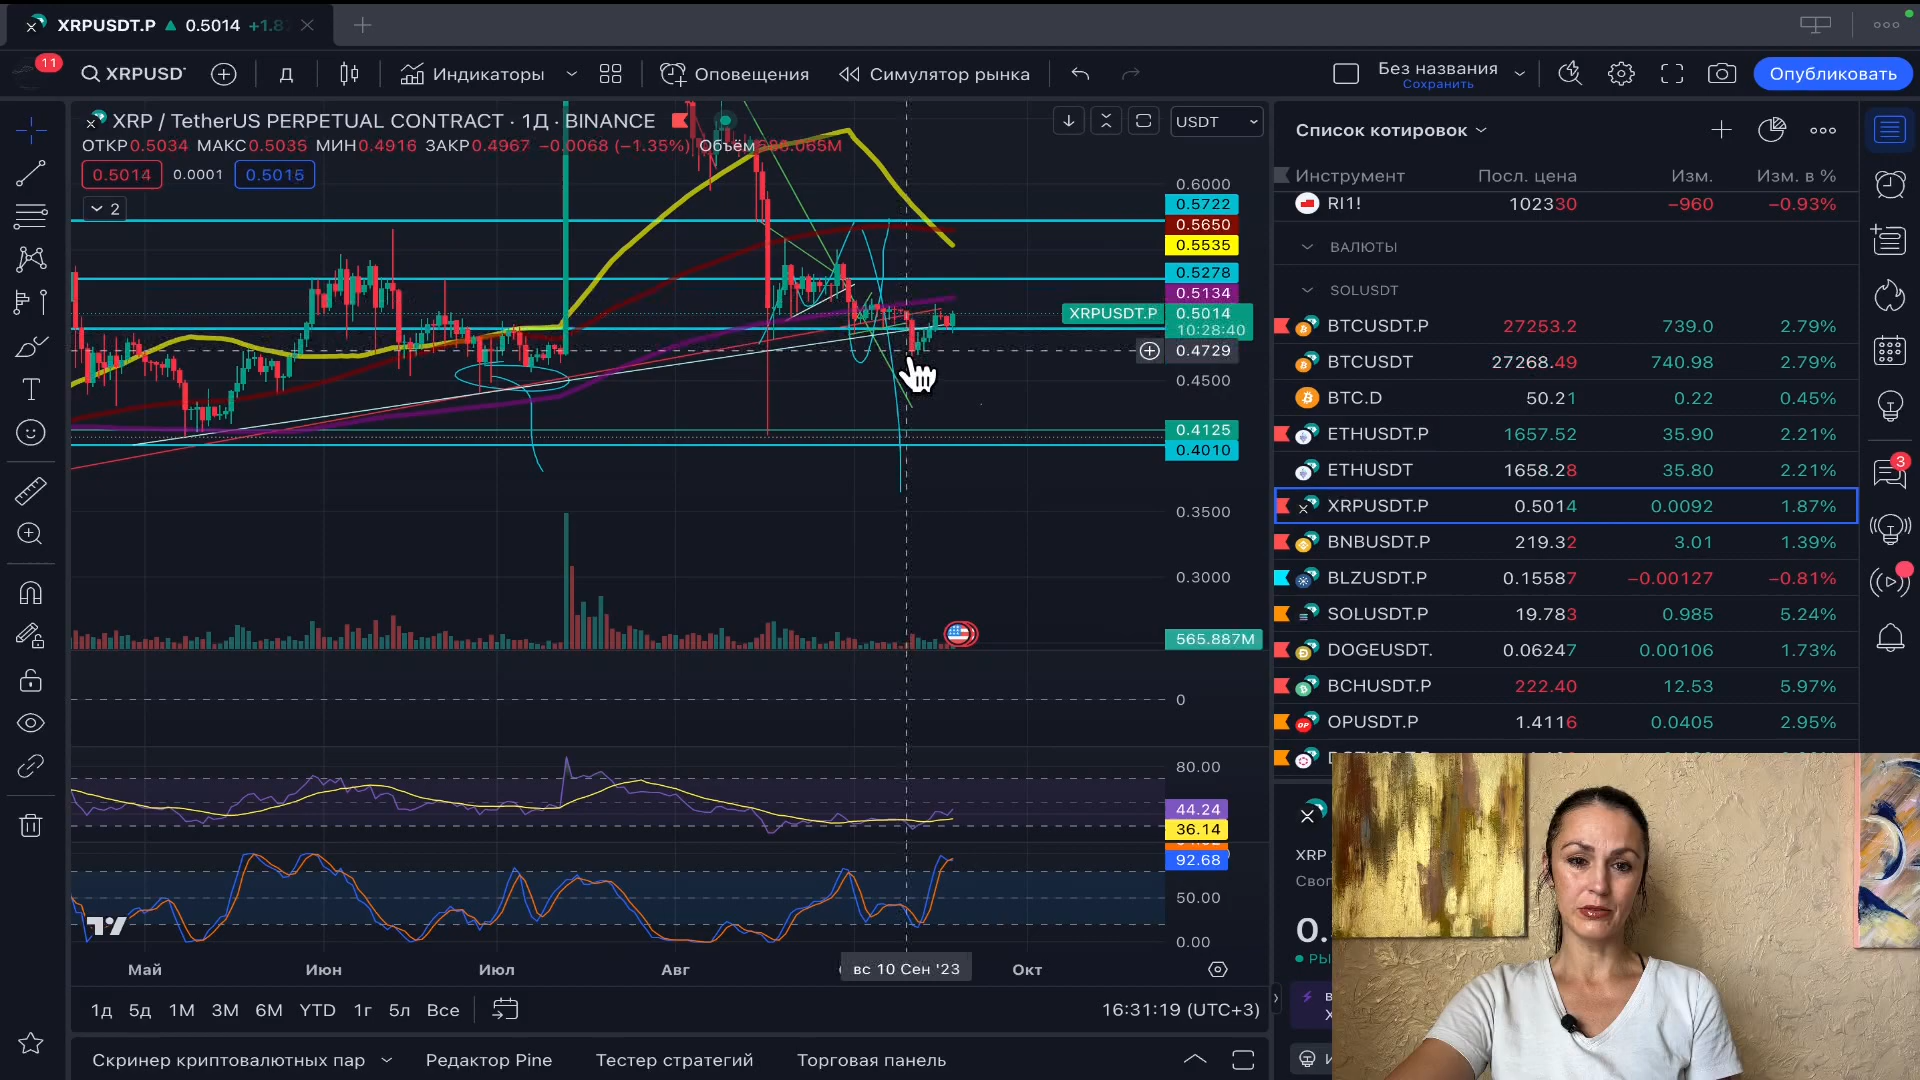 XRPUSDT.P ▲ 0.5014 +1.8
11
XRPUSD
Д
Индикаторы
Оповещения
Симулятор рынка
Без названия
Сохранить
Опубликовать
XRP / TetherUS PERPETUAL CONTRACT · 1Д · BINANCE
ОТКР0.5034 МАКС0.5035 МИН0.4916 ЗАКР0.4967 −0.0068 (−1.35%) Объём
0.5014 0.0001 0.5015
2
USDT
0.6000
0.5722
0.5650
0.5535
0.5278
0.5134
XRPUSDT.P 0.5014
10:28:40
0.4729
0.4500
0.4125
0.4010
0.3500
0.3000
565.887M
0
80.00
44.24
36.14
92.68
50.00
0.00
Май Июн Июл Авг вс 10 Сен '23 Окт
1д 5д 1М 3М 6М YTD 1г 5л Все
16:31:19 (UTC+3)
Скринер криптовалютных пар Редактор Pine Тестер стратегий Торговая панель
Список котировок
Инструмент Посл. цена Изм. Изм. в %
RI1! 102330 −960 −0.93%
ВАЛЮТЫ
SOLUSDT
BTCUSDT.P 27253.2 739.0 2.79%
BTCUSDT 27268.49 740.98 2.79%
BTC.D 50.21 0.22 0.45%
ETHUSDT.P 1657.52 35.90 2.21%
ETHUSDT 1658.28 35.80 2.21%
XRPUSDT.P 0.5014 0.0092 1.87%
BNBUSDT.P 219.32 3.01 1.39%
BLZUSDT.P 0.15587 −0.00127 −0.81%
SOLUSDT.P 19.783 0.985 5.24%
DOGEUSDT. 0.06247 0.00106 1.73%
BCHUSDT.P 222.40 12.53 5.97%
OPUSDT.P 1.4116 0.0405 2.95%
XRP
Своп
0.
РЫ
3